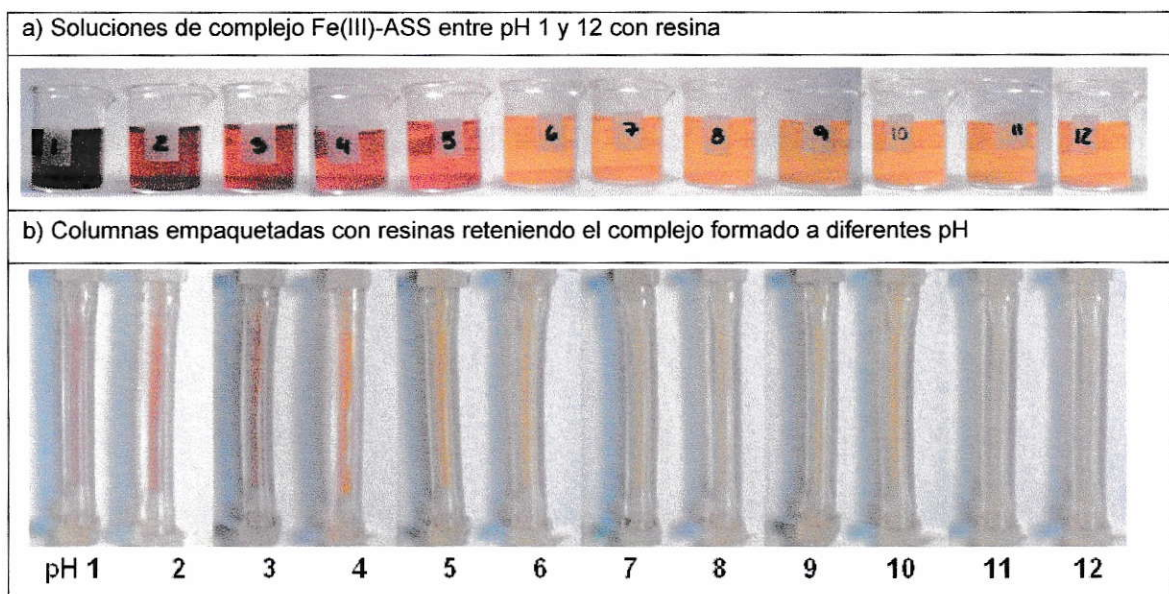 a) Soluciones de complejo Fe(III)-ASS entre pH 1 y 12 con resina
1 2 3 4 5 6 7 8 9 10 11 12
b) Columnas empaquetadas con resinas reteniendo el complejo formado a diferentes pH
pH 1 2 3 4 5 6 7 8 9 10 11 12